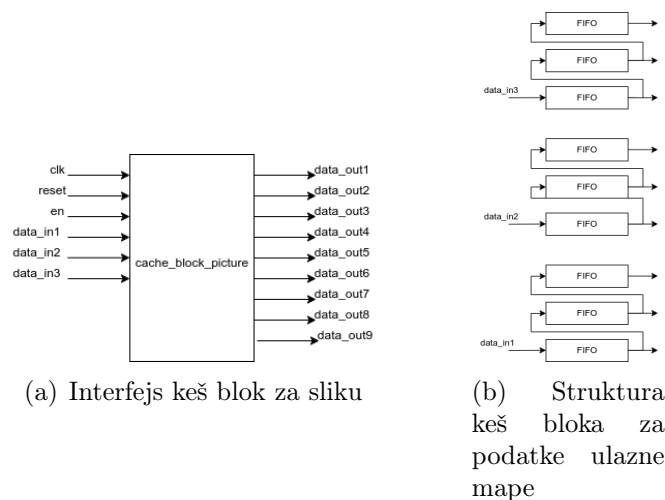 clk
reset
en
data_in1
data_in2
data_in3
cache_block_picture
data_out1
data_out2
data_out3
data_out4
data_out5
data_out6
data_out7
data_out8
data_out9
(a) Interfejs keš blok za sliku
FIFO
FIFO
data_in3
FIFO
FIFO
FIFO
data_in2
FIFO
FIFO
FIFO
data_in1
FIFO
(b) Struktura
keš bloka za
podatke ulazne
mape